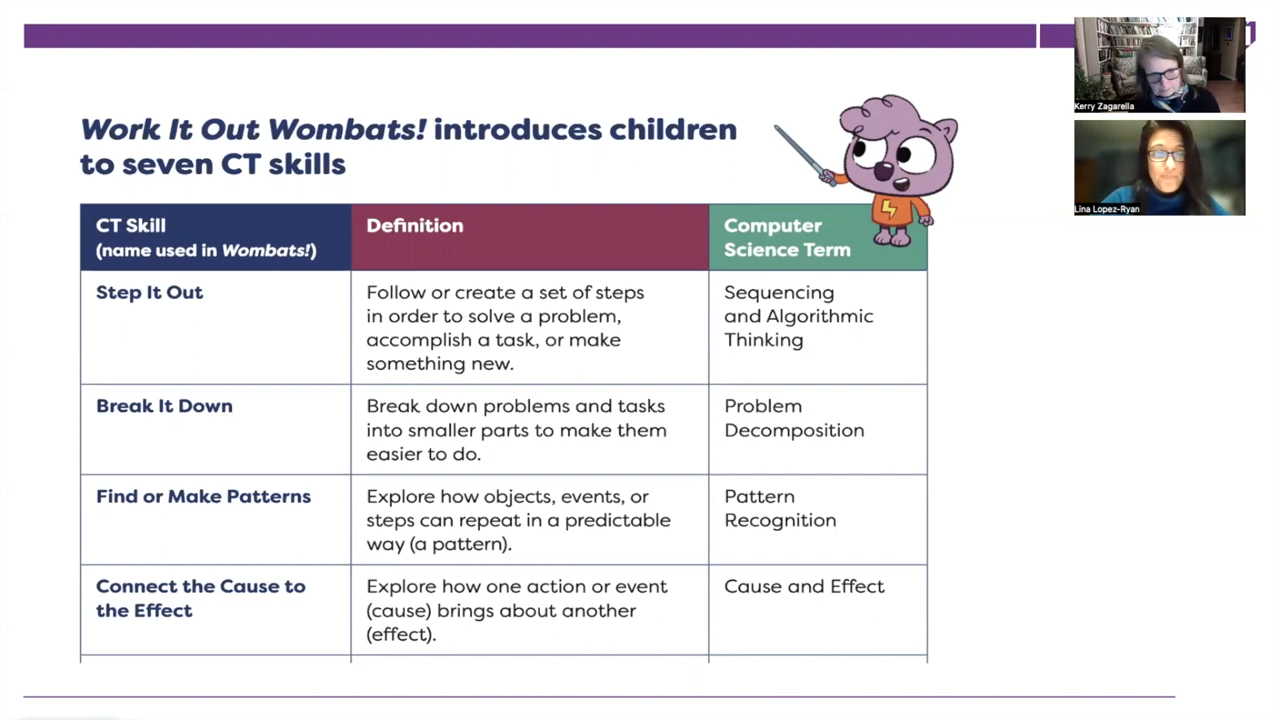 Work It Out Wombats! introduces children
to seven CT skills
CT Skill
(name used in Wombats!)
Definition
Computer
Science Term
Step It Out
Follow or create a set of steps
in order to solve a problem,
accomplish a task, or make
something new.
Sequencing
and Algorithmic
Thinking
Break It Down
Break down problems and tasks
into smaller parts to make them
easier to do.
Problem
Decomposition
Find or Make Patterns
Explore how objects, events, or
steps can repeat in a predictable
way (a pattern).
Pattern
Recognition
Connect the Cause to
the Effect
Explore how one action or event
(cause) brings about another
(effect).
Cause and Effect
Kerry Zagarella
Lina Lopez-Ryan